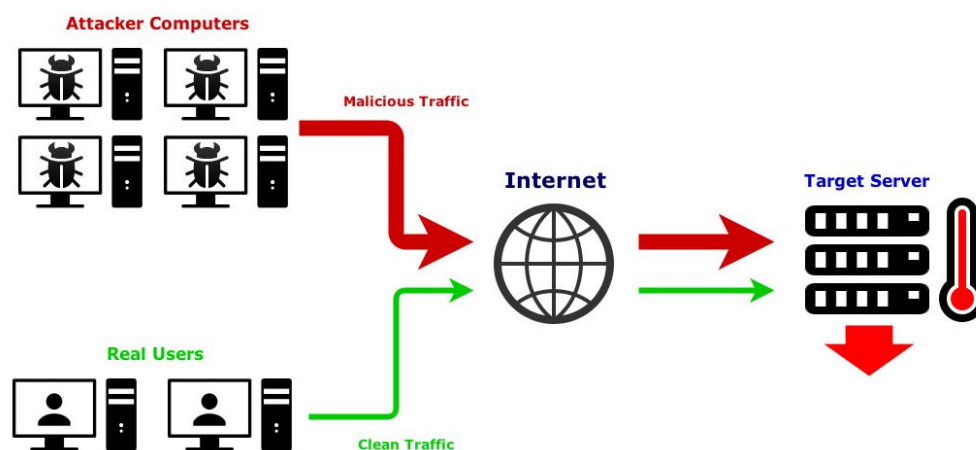 Attacker Computers
Malicious Traffic
Internet
Target Server
Real Users
Clean Traffic